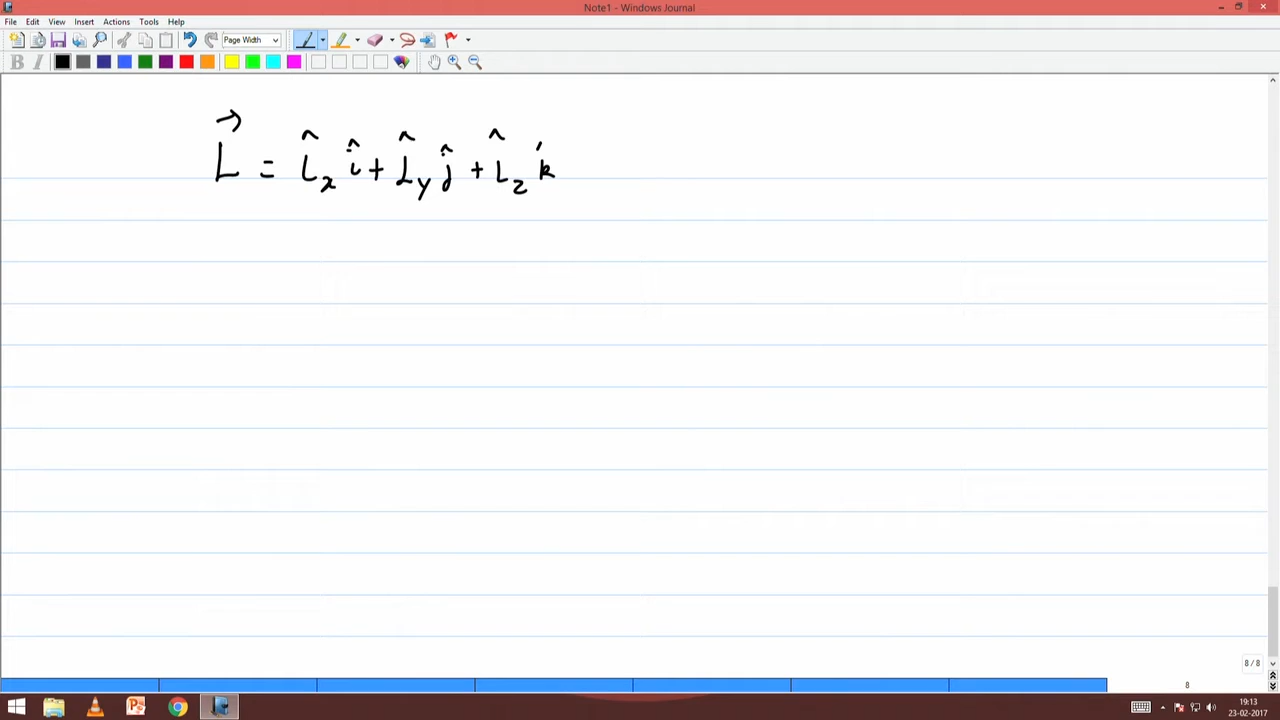 Note1 - Windows Journal
File Edit View Insert Actions Tools Help
Page Width
B I
L⃗ = L̂x î + L̂y ĵ + L̂z k̂
8 / 8
8
19:13
23-02-2017